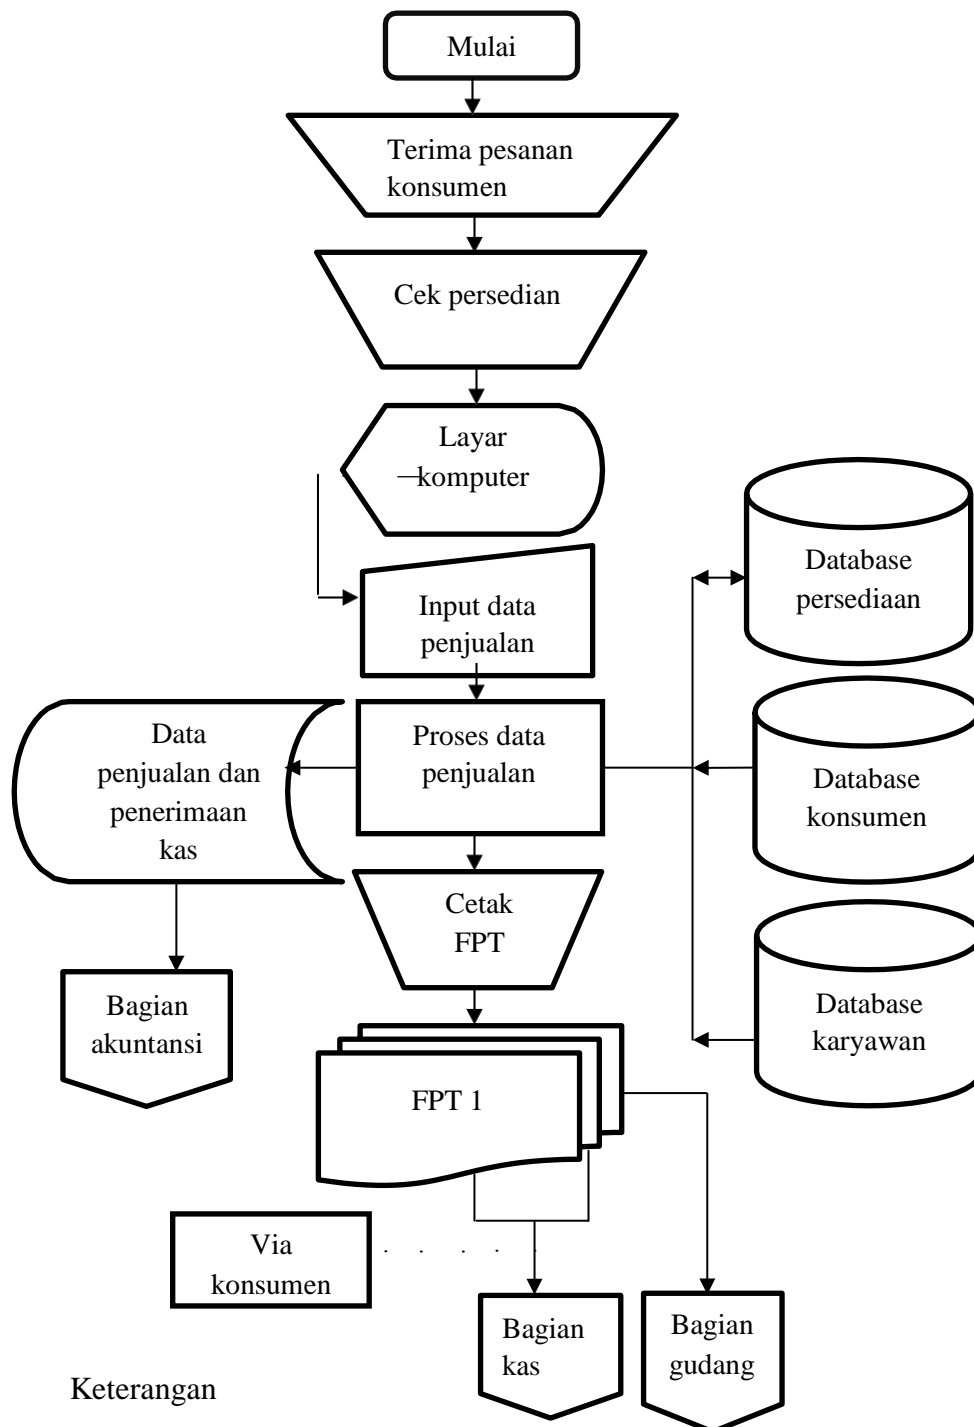 Mulai
Terima pesanan
konsumen
Cek persedian
Layar
komputer
Database
persediaan
Input data
penjualan
Data
penjualan dan
penerimaan
kas
Proses data
penjualan
Database
konsumen
Cetak
FPT
Bagian
akuntansi
Database
karyawan
FPT 1
Via
konsumen
Bagian
kas
Bagian
gudang
Keterangan